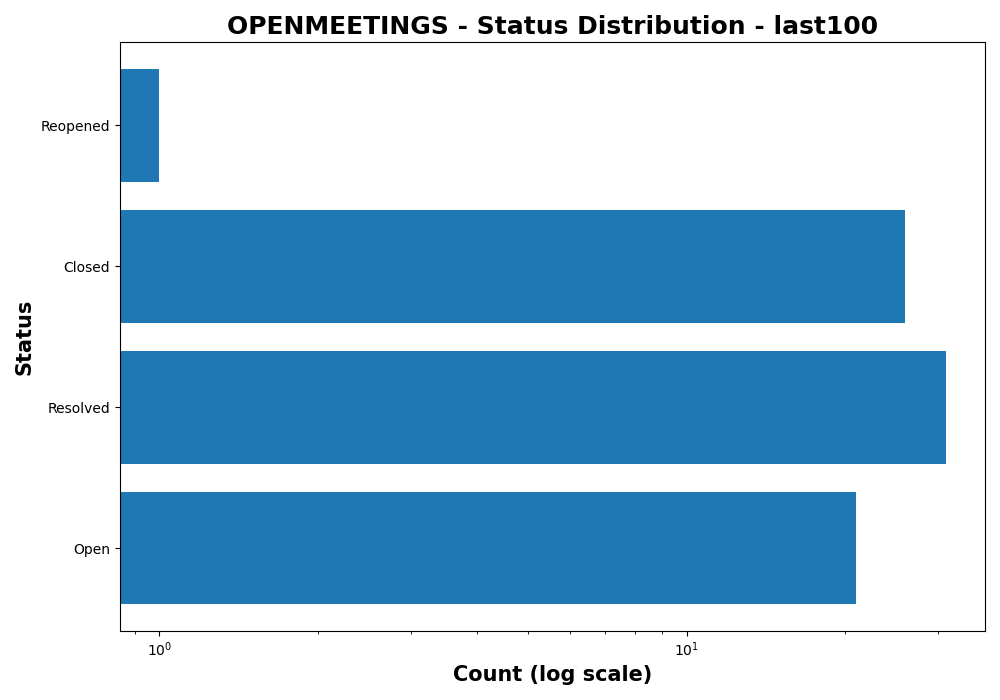 OPENMEETINGS - Status Distribution - last100
Reopened
Closed
Resolved
Open
Status
10⁰
10¹
Count (log scale)